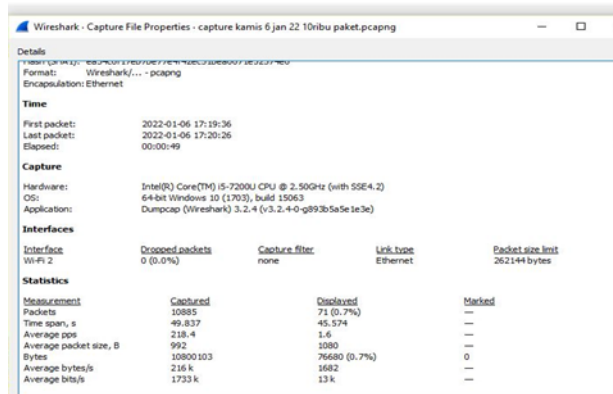 Wireshark - Capture File Properties - capture kamis 6 jan 22 10ribu paket.pcapng
Details
Format: Wireshark/... - pcapng
Encapsulation: Ethernet
Time
First packet: 2022-01-06 17:19:36
Last packet: 2022-01-06 17:20:26
Elapsed: 00:00:49
Capture
Hardware: Intel(R) Core(TM) i5-7200U CPU @ 2.50GHz (with SSE4.2)
OS: 64-bit Windows 10 (1703), build 15063
Application: Dumpcap (Wireshark) 3.2.4 (v3.2.4-0-g893b5a5e1e3e)
Interfaces
Interface Dropped packets Capture filter Link type Packet size limit
Wi-Fi 2 0 (0.0%) none Ethernet 262144 bytes
Statistics
Measurement Captured Displayed Marked
Packets 10885 71 (0.7%) —
Time span, s 49.837 45.574 —
Average pps 218.4 1.6 —
Average packet size, B 992 1080 —
Bytes 10800103 76680 (0.7%) 0
Average bytes/s 216 k 1682 —
Average bits/s 1733 k 13 k —